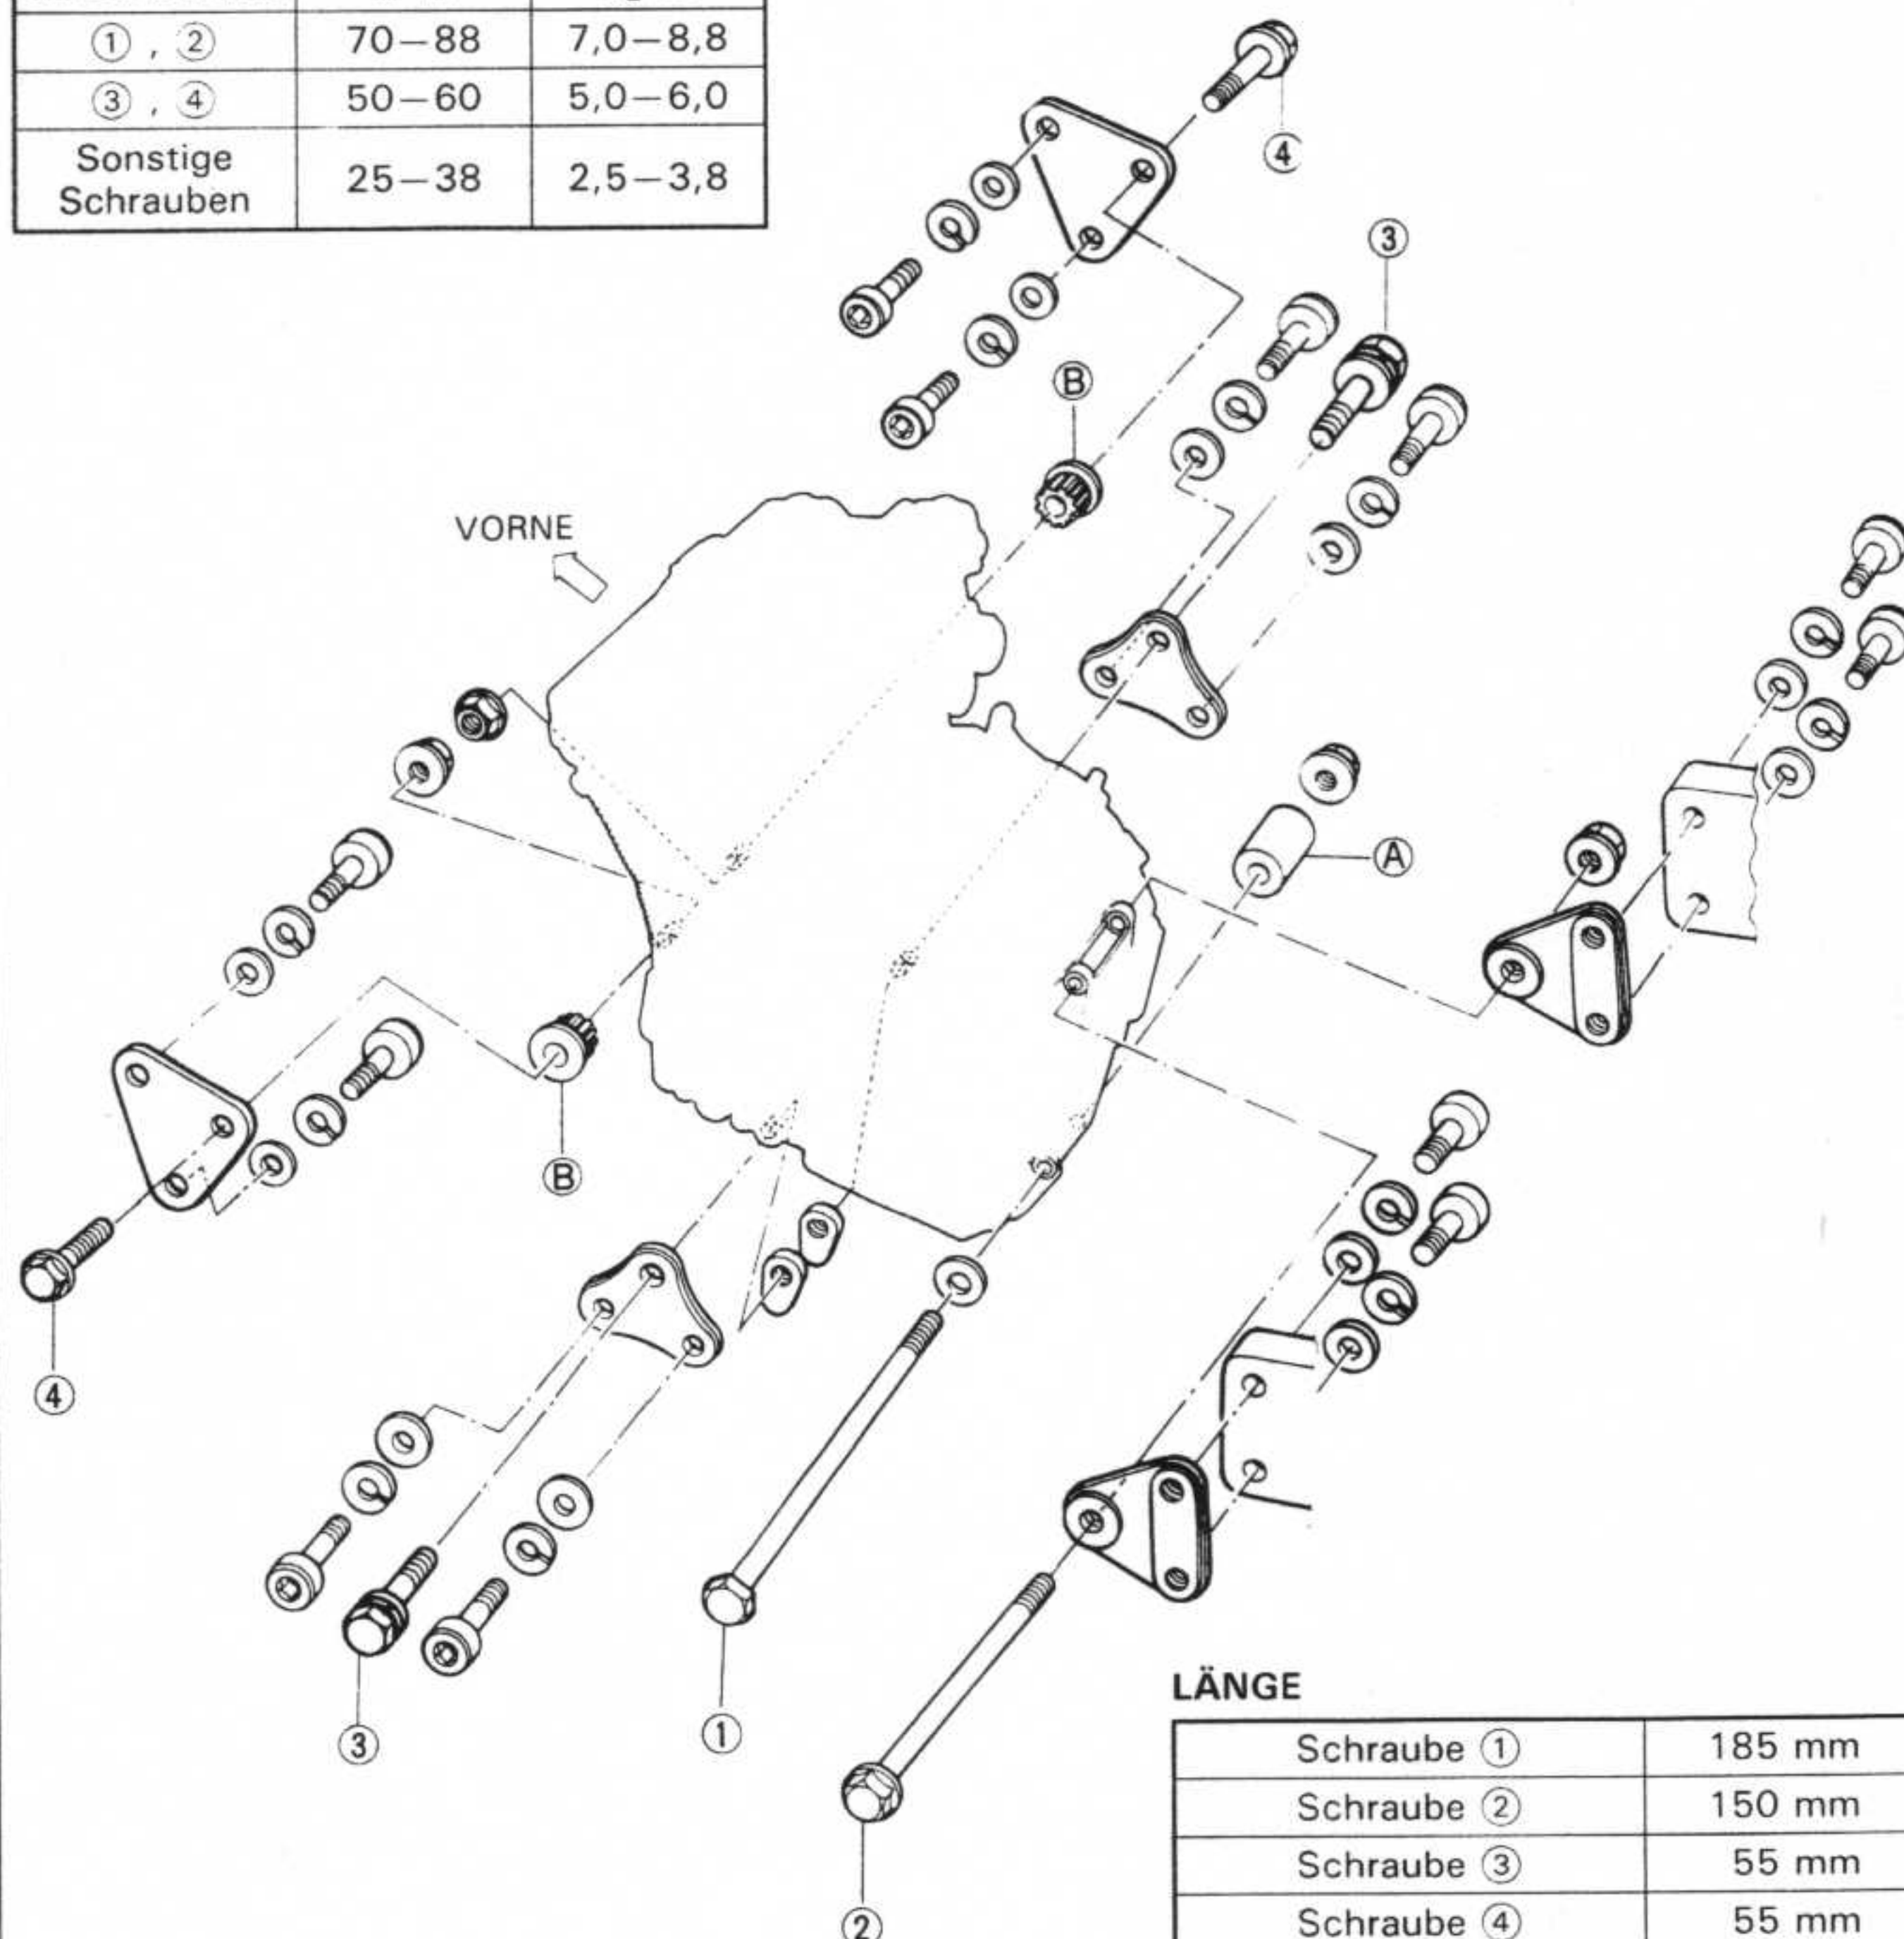 ① , ② 70–88 7,0–8,8
③ , ④ 50–60 5,0–6,0
Sonstige
Schrauben 25–38 2,5–3,8
④
③
Ⓑ
VORNE
Ⓐ
Ⓑ
④
③
①
②
LÄNGE
Schraube ① 185 mm
Schraube ② 150 mm
Schraube ③ 55 mm
Schraube ④ 55 mm